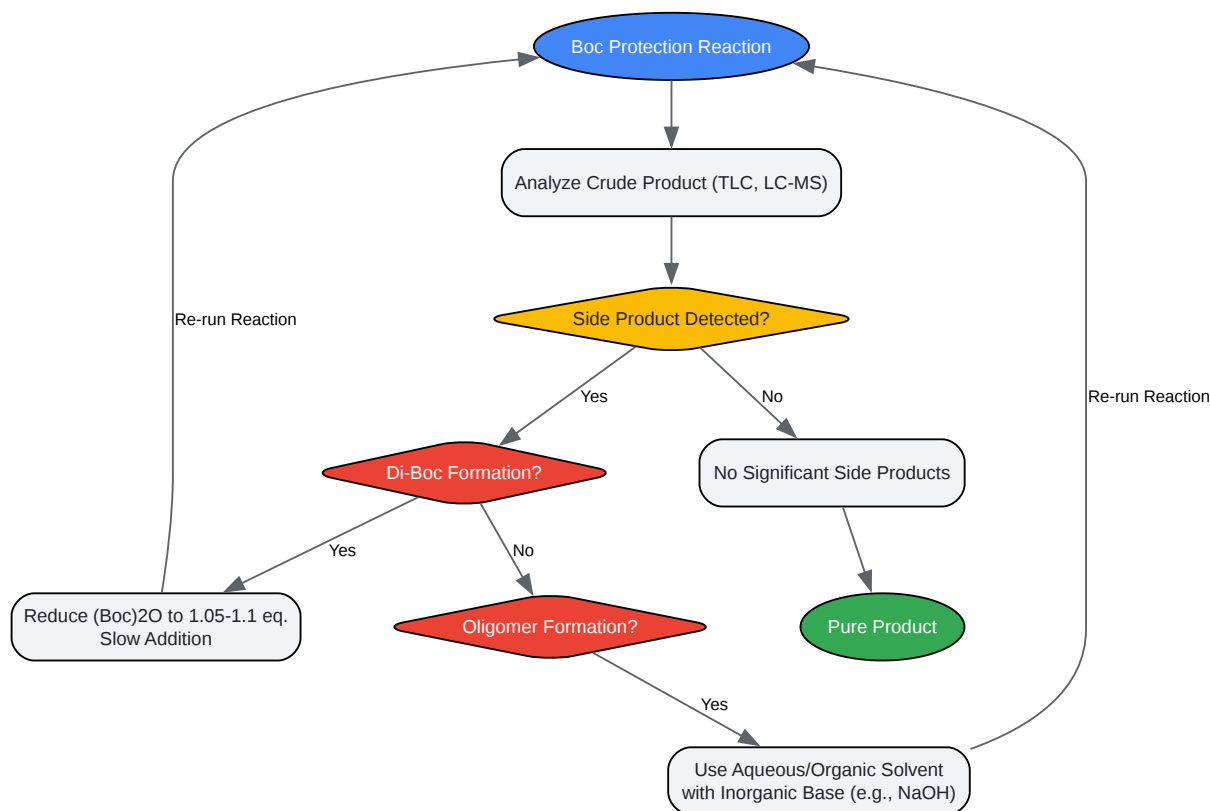 Boc Protection Reaction
Analyze Crude Product (TLC, LC-MS)
Re-run Reaction
Side Product Detected?
Yes
No
Re-run Reaction
Di-Boc Formation?
No Significant Side Products
Yes
No
Reduce (Boc)2O to 1.05-1.1 eq.
Slow Addition
Oligomer Formation?
Pure Product
Yes
Use Aqueous/Organic Solvent
with Inorganic Base (e.g., NaOH)